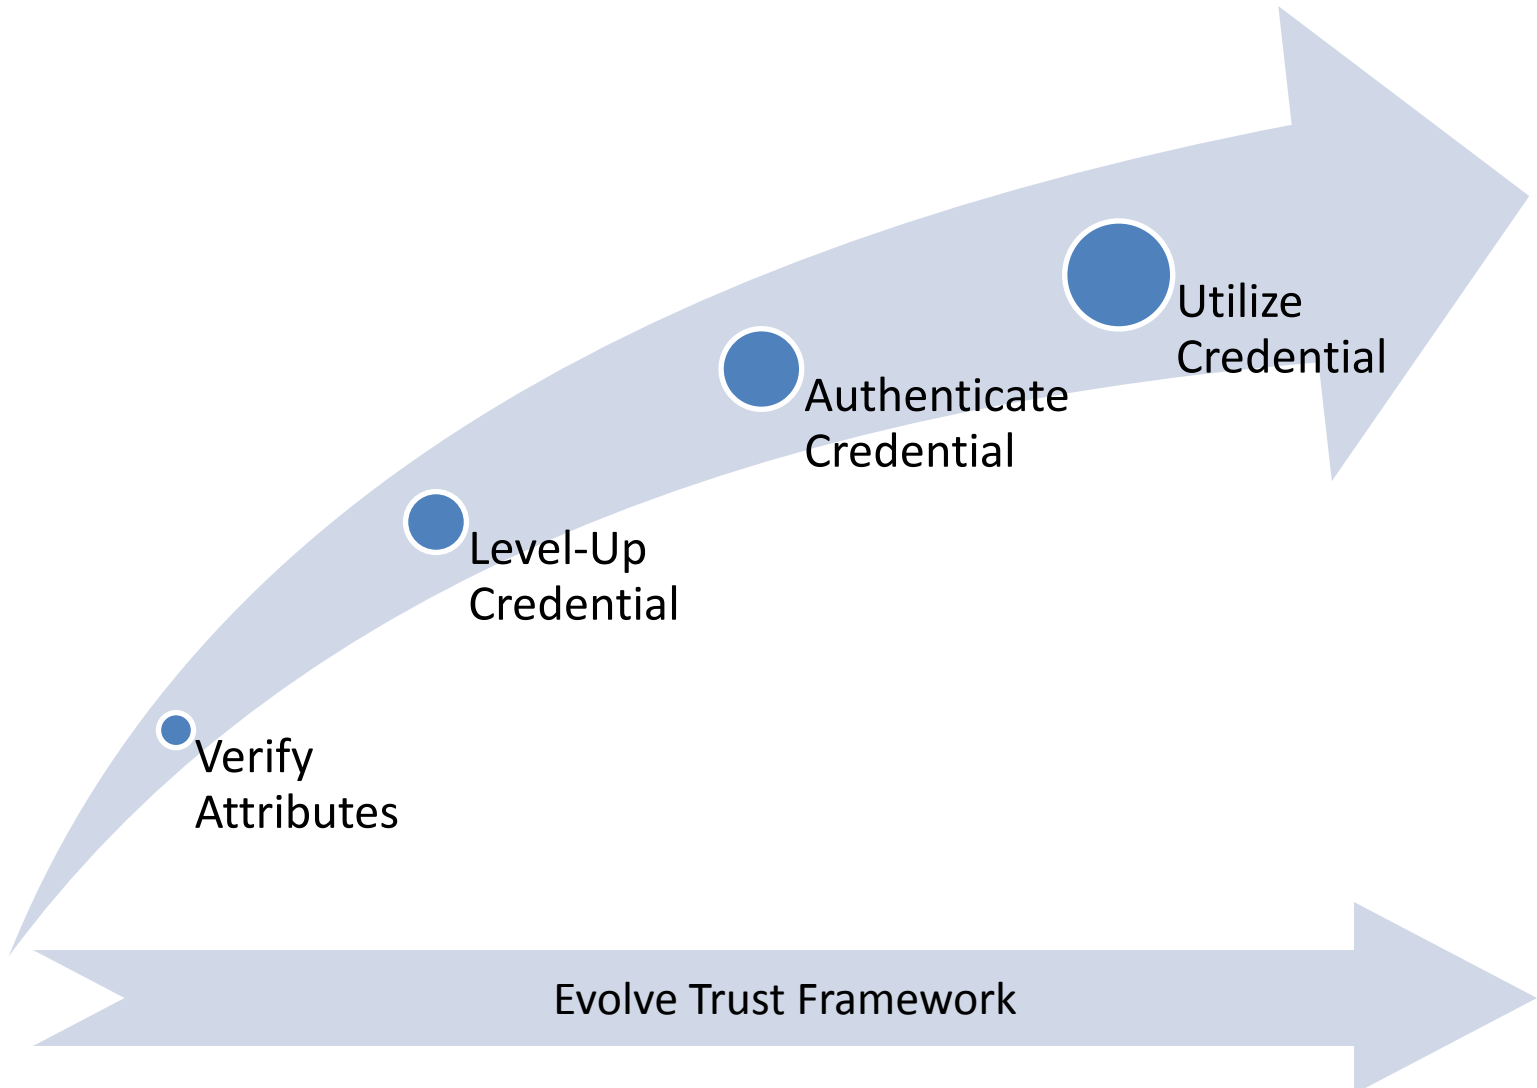 Utilize
Credential
Authenticate
Credential
Level-Up
Credential
Verify
Attributes
Evolve Trust Framework